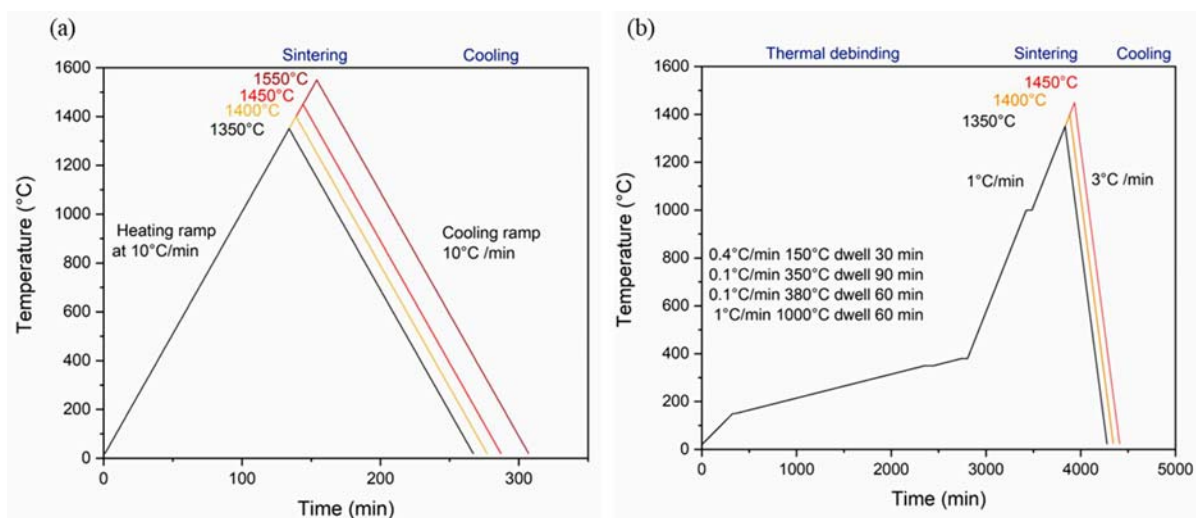 (a)
Sintering
Cooling
1600
1400
1200
1000
800
600
400
200
0
Temperature (°C)
1550°C
1450°C
1400°C
1350°C
Heating ramp
at 10°C/min
Cooling ramp
10°C /min
0
100
200
300
Time (min)
(b)
Thermal debinding
Sintering
Cooling
1600
1400
1200
1000
800
600
400
200
0
Temperature (°C)
1450°C
1400°C
1350°C
1°C/min
3°C /min
0.4°C/min 150°C dwell 30 min
0.1°C/min 350°C dwell 90 min
0.1°C/min 380°C dwell 60 min
1°C/min 1000°C dwell 60 min
0
1000
2000
3000
4000
5000
Time (min)